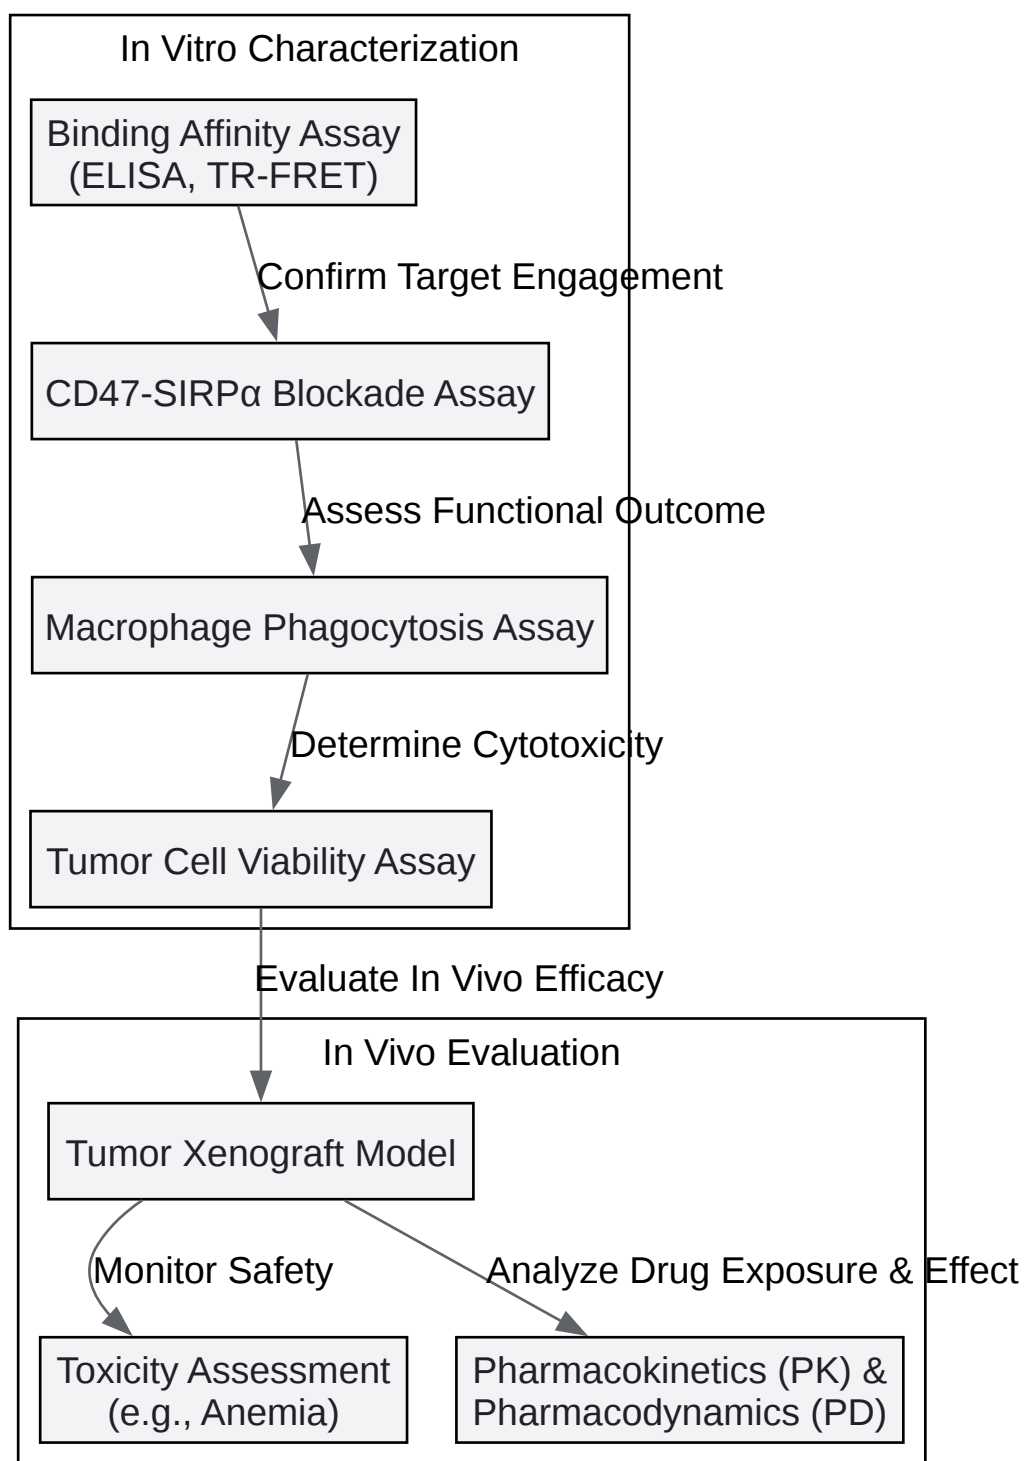 In Vitro Characterization
Binding Affinity Assay
(ELISA, TR-FRET)
Confirm Target Engagement
CD47-SIRPα Blockade Assay
Assess Functional Outcome
Macrophage Phagocytosis Assay
Determine Cytotoxicity
Tumor Cell Viability Assay
Evaluate In Vivo Efficacy
In Vivo Evaluation
Tumor Xenograft Model
Monitor Safety
Analyze Drug Exposure & Effect
Toxicity Assessment
(e.g., Anemia)
Pharmacokinetics (PK) &
Pharmacodynamics (PD)